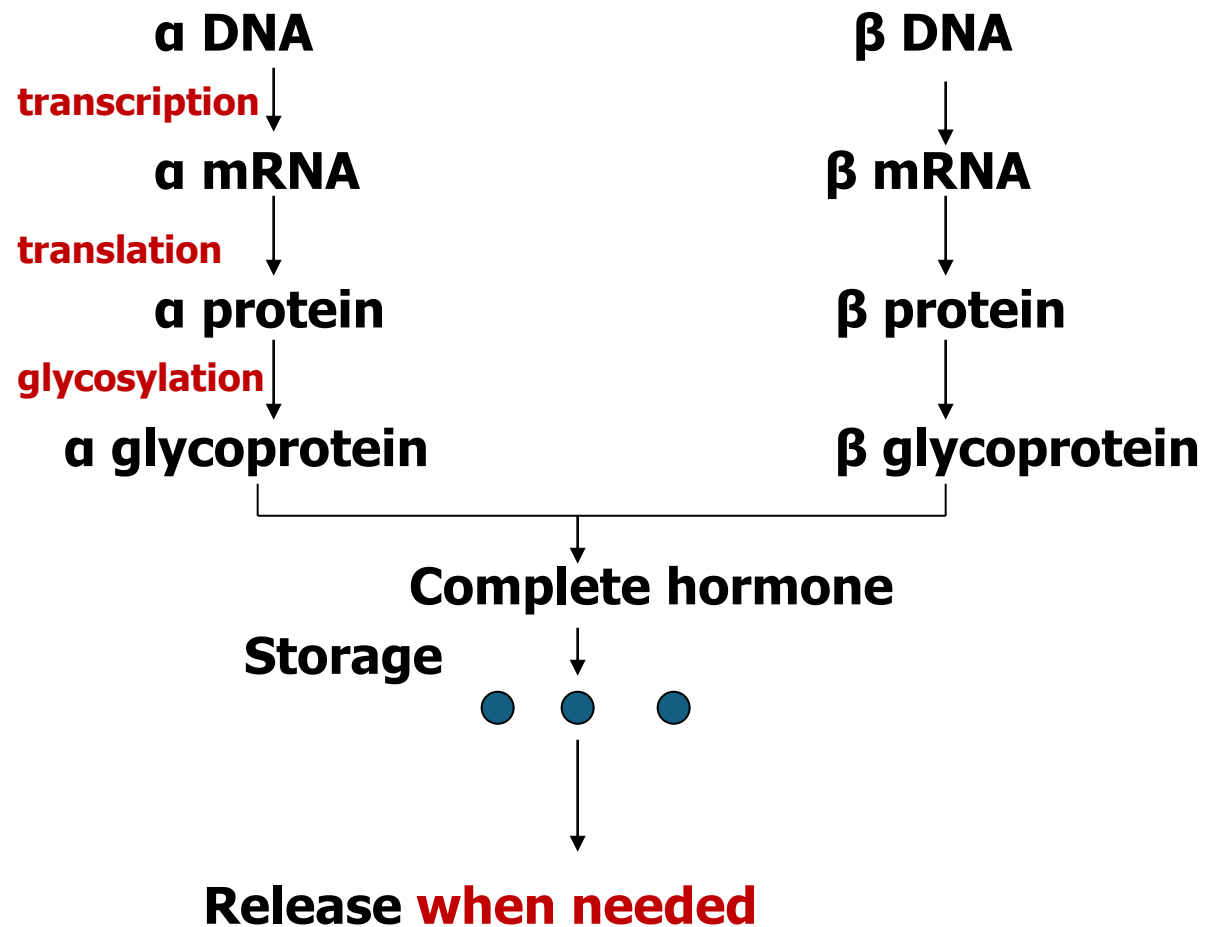 α DNA
β DNA
transcription
α mRNA
β mRNA
translation
α protein
β protein
glycosylation
α glycoprotein
β glycoprotein
Complete hormone
Storage
Release when needed